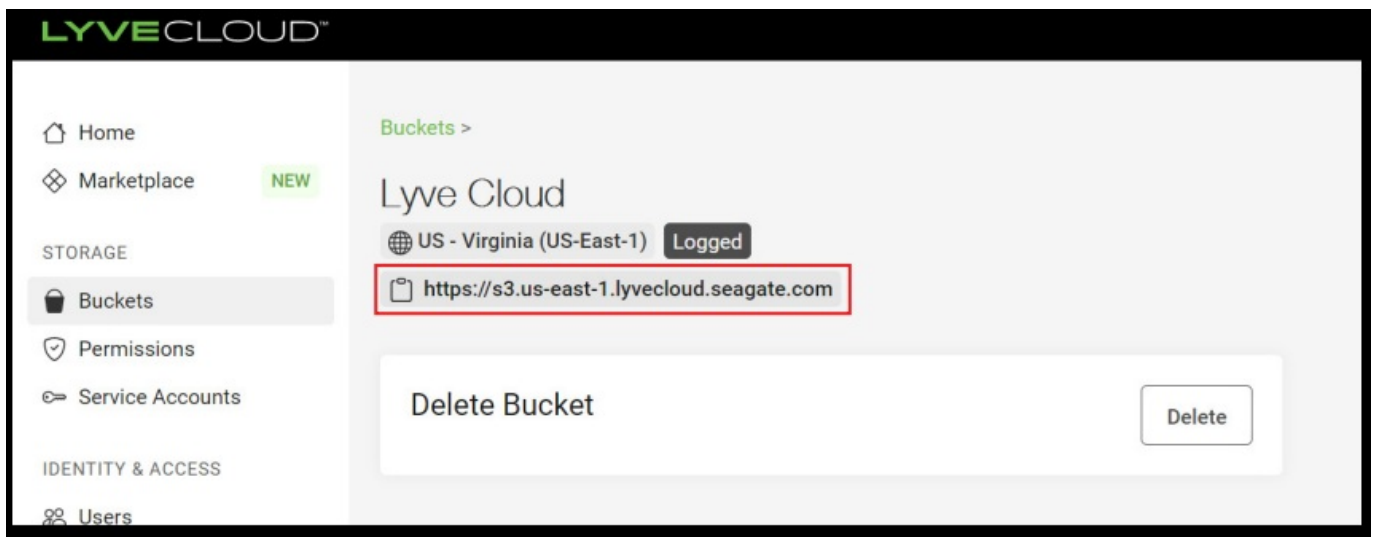 LYVECLOUD™
Home
Marketplace NEW
STORAGE
Buckets
Permissions
Service Accounts
IDENTITY & ACCESS
Users
Buckets >
Lyve Cloud
US - Virginia (US-East-1) Logged
https://s3.us-east-1.lyvecloud.seagate.com
Delete Bucket
Delete